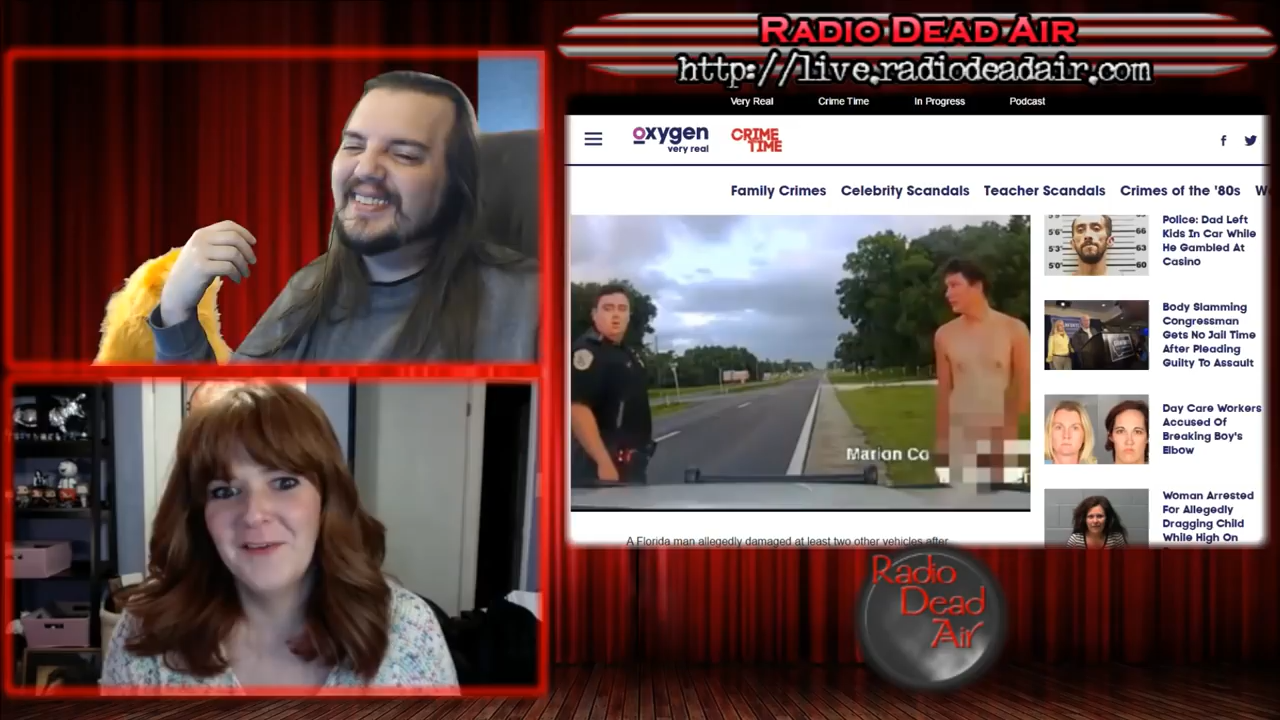 Radio Dead Air
http://live.radiodeadair.com
Very Real
Crime Time
In Progress
Podcast
oxygen
very real
CRIME
TIME
Family Crimes
Celebrity Scandals
Teacher Scandals
Crimes of the '80s
Police: Dad Left
Kids In Car While
He Gambled At
Casino
Body Slamming
Congressman
Gets No Jail Time
After Pleading
Guilty To Assault
Day Care Workers
Accused Of
Breaking Boy's
Elbow
Woman Arrested
For Allegedly
Dragging Child
While High On
Marion Co
A Florida man allegedly damaged at least two other vehicles after
Radio
Dead
Air